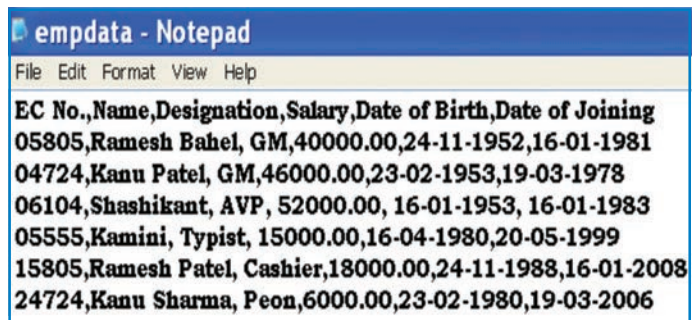 empdata - Notepad
File Edit Format View Help
EC No.,Name,Designation,Salary,Date of Birth,Date of Joining
05805,Ramesh Bahel, GM,40000.00,24-11-1952,16-01-1981
04724,Kanu Patel, GM,46000.00,23-02-1953,19-03-1978
06104,Shashikant, AVP, 52000.00, 16-01-1953, 16-01-1983
05555,Kamini, Typist, 15000.00,16-04-1980,20-05-1999
15805,Ramesh Patel, Cashier,18000.00,24-11-1988,16-01-2008
24724,Kanu Sharma, Peon,6000.00,23-02-1980,19-03-2006